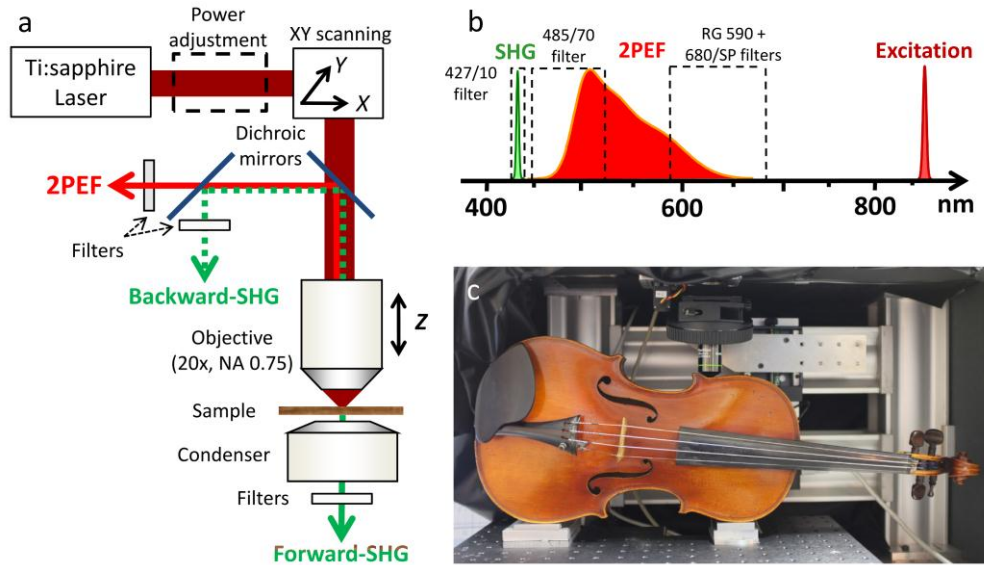 a
Ti:sapphire
Laser
Power
adjustment
XY scanning
Y
X
Dichroic
mirrors
2PEF
Filters
Backward-SHG
Objective
(20x, NA 0.75)
Z
Sample
Condenser
Filters
Forward-SHG
b
SHG
427/10
filter
485/70
filter
2PEF
RG 590 +
680/SP filters
Excitation
400
600
800
nm
c